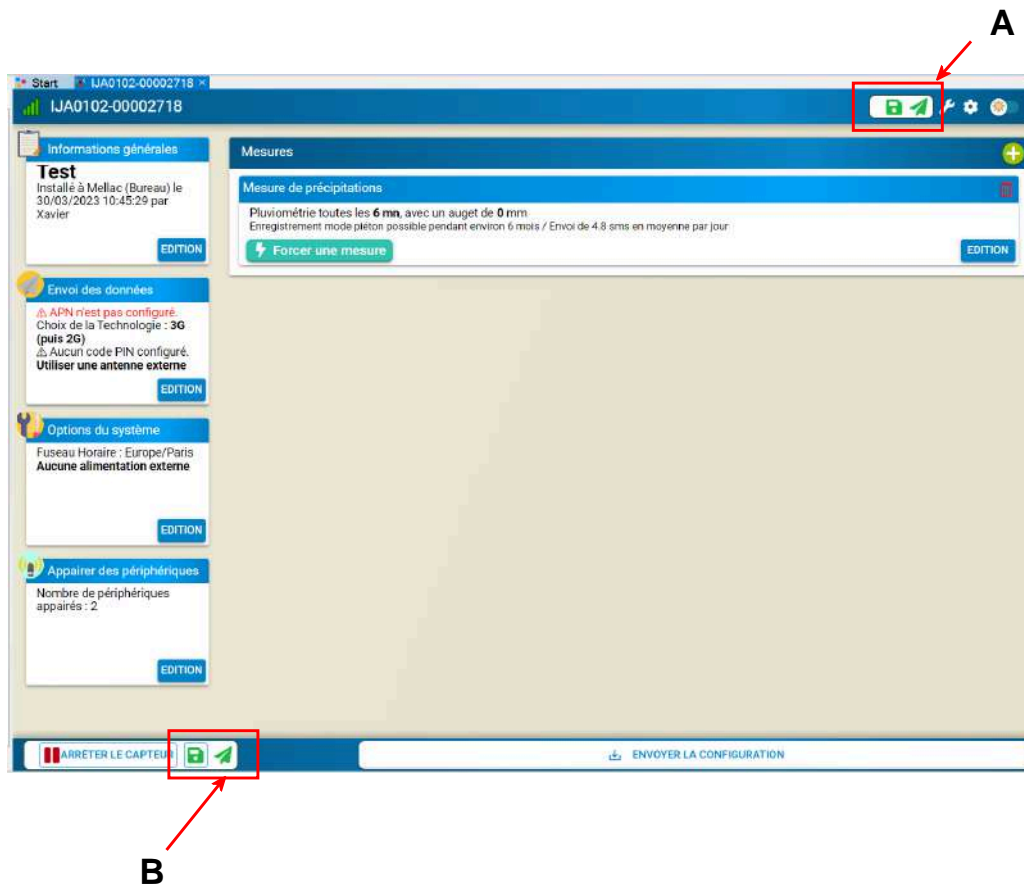 A
Start IJA0102-00002718 ×
IJA0102-00002718
Informations générales
Test
Installé à Mellac (Bureau) le
30/03/2023 10:45:29 par
Xavier
EDITION
Envoi des données
⚠ APN n'est pas configuré.
Choix de la Technologie : 3G
(puis 2G)
⚠ Aucun code PIN configuré.
Utiliser une antenne externe
EDITION
Options du système
Fuseau Horaire : Europe/Paris
Aucune alimentation externe
EDITION
Appairer des périphériques
Nombre de périphériques
appairés : 2
EDITION
Mesures
Mesure de précipitations
Pluviométrie toutes les 6 mn, avec un auget de 0 mm
Enregistrement mode piéton possible pendant environ 6 mois / Envoi de 4.8 sms en moyenne par jour
Forcer une mesure
EDITION
ARRÊTER LE CAPTEUR
ENVOYER LA CONFIGURATION
B